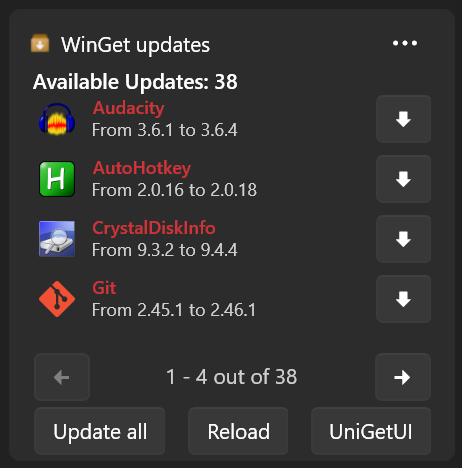 WinGet updates
Available Updates: 38
Audacity
From 3.6.1 to 3.6.4
AutoHotkey
From 2.0.16 to 2.0.18
CrystalDiskInfo
From 9.3.2 to 9.4.4
Git
From 2.45.1 to 2.46.1
1 - 4 out of 38
Update all Reload UniGetUI